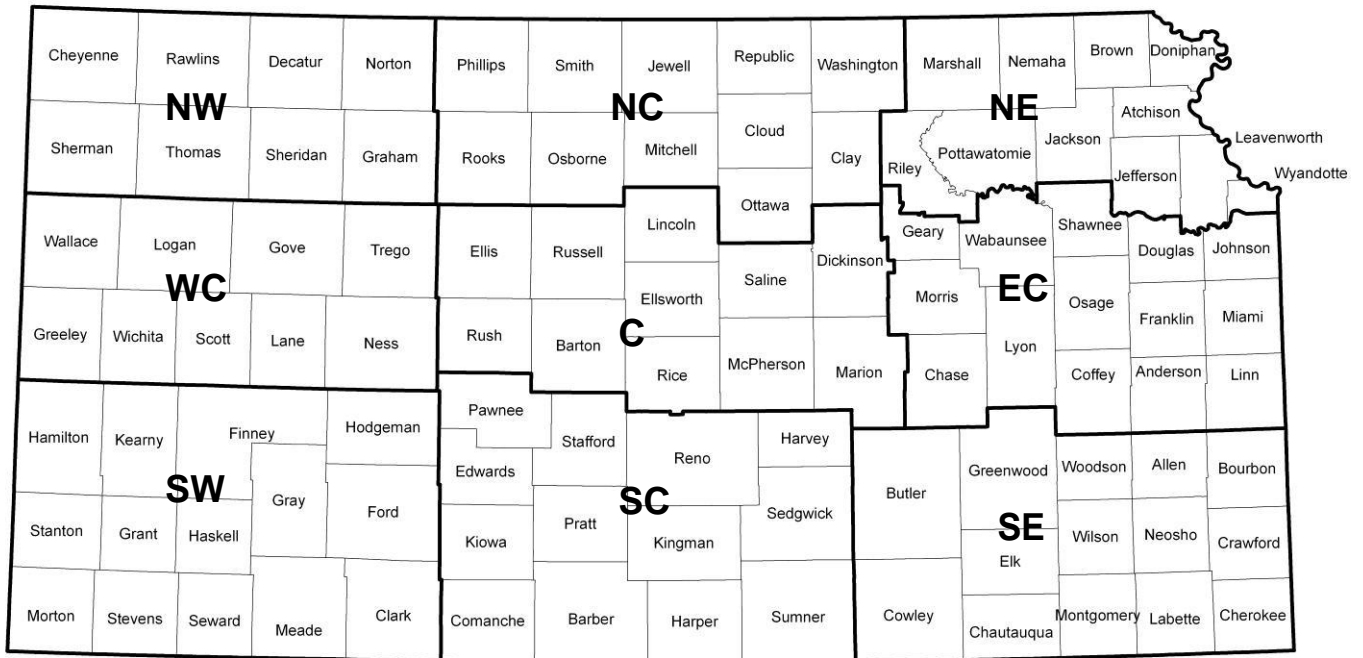 Cheyenne Rawlins Decatur Norton Phillips Smith Jewell Republic Washington Marshall Nemaha Brown Doniphan
NW NC NE
Sherman Thomas Sheridan Graham Rooks Osborne Mitchell Cloud Clay Riley Pottawatomie Jackson Atchison Leavenworth
Jefferson Wyandotte
Ottawa
Wallace Logan Gove Trego Ellis Russell Lincoln Dickinson Geary Wabaunsee Shawnee Douglas Johnson
WC C EC
Ellsworth Saline Morris Osage Franklin Miami
Greeley Wichita Scott Lane Ness Rush Barton Rice McPherson Marion Chase Lyon Coffey Anderson Linn
Hamilton Kearny Finney Hodgeman Pawnee Stafford Reno Harvey
SW SC SE
Edwards Butler Greenwood Woodson Allen Bourbon
Gray Ford Pratt Sedgwick
Stanton Grant Haskell Kiowa Kingman Elk Wilson Neosho Crawford
Morton Stevens Seward Meade Clark Comanche Barber Harper Sumner Cowley Chautauqua Montgomery Labette Cherokee